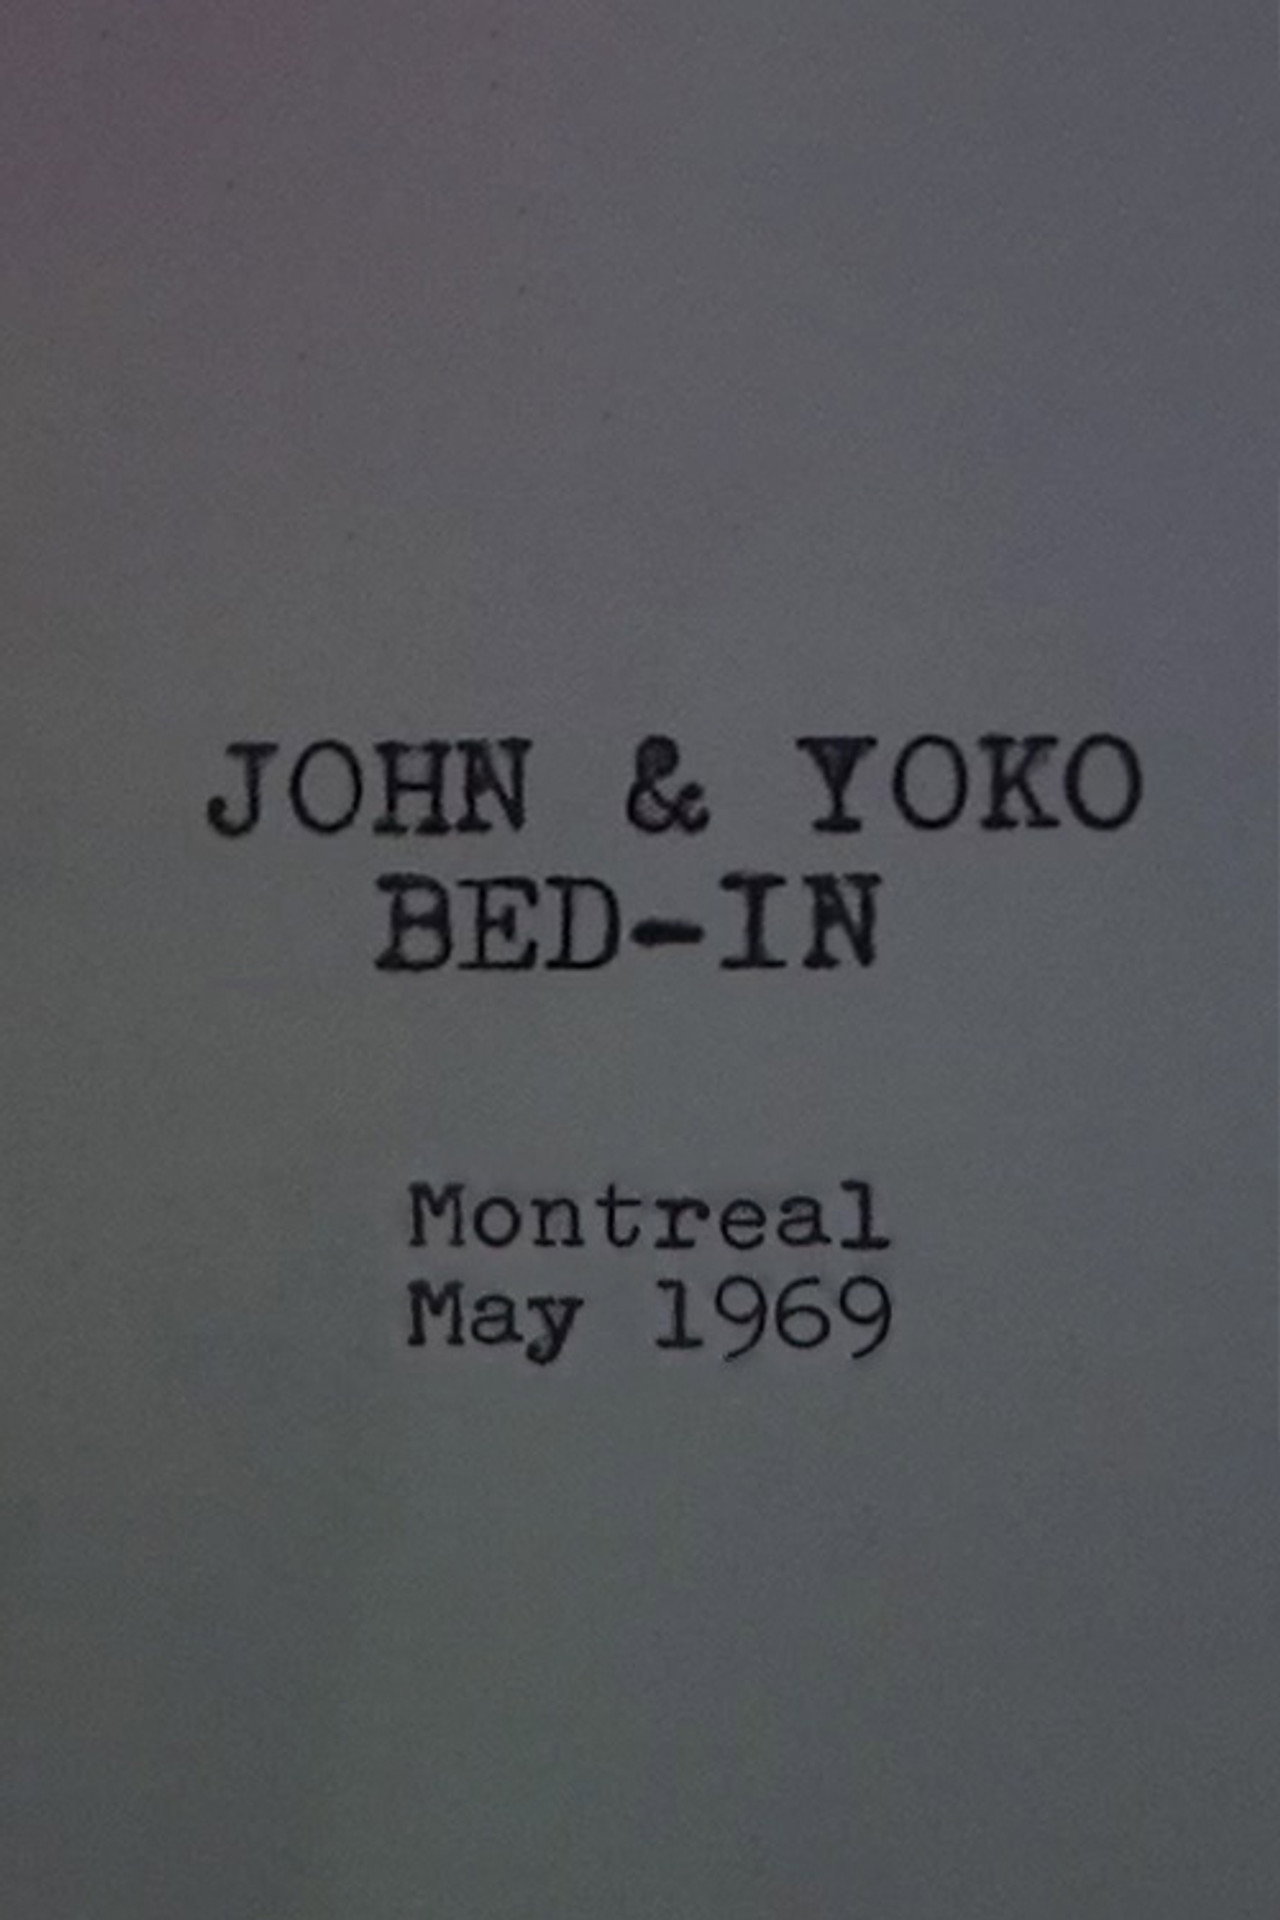 JOHN & YOKO
BED-IN
Montreal
May 1969